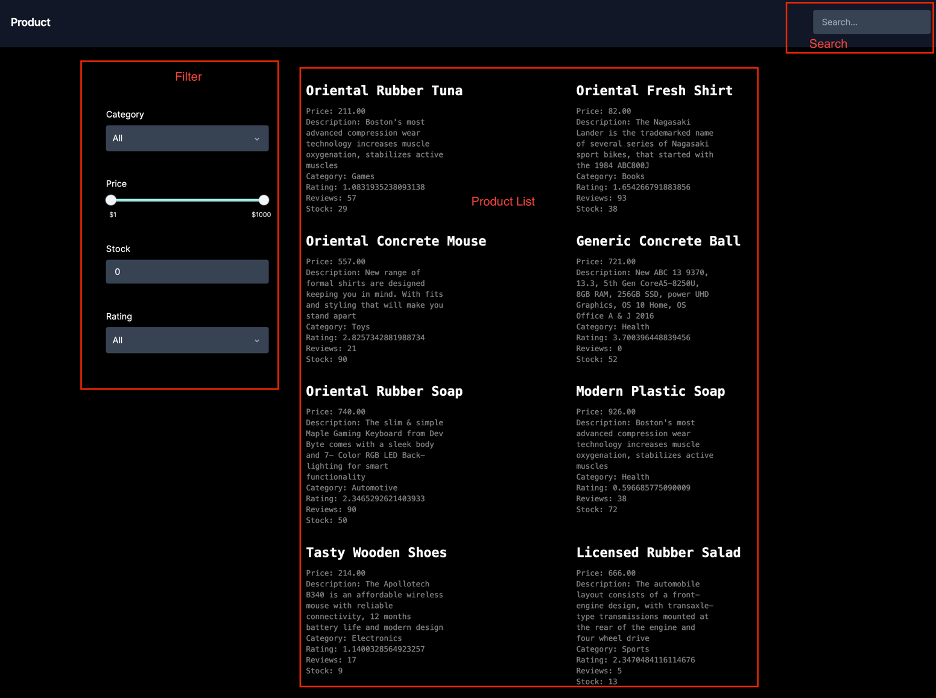 Product
Search...
Search
Filter
Category
All
Price
$1 $1000
Stock
0
Rating
All
Product List
Oriental Rubber Tuna
Price: 211.00
Description: Boston's most
advanced compression wear
technology increases muscle
oxygenation, stabilizes active
muscles
Category: Games
Rating: 1.0831935238093138
Reviews: 57
Stock: 29
Oriental Fresh Shirt
Price: 82.00
Description: The Nagasaki
Lander is the trademarked name
of several series of Nagasaki
sport bikes, that started with
the 1984 ABC800J
Category: Books
Rating: 1.654266791883856
Reviews: 93
Stock: 38
Oriental Concrete Mouse
Price: 557.00
Description: New range of
formal shirts are designed
keeping you in mind. With fits
and styling that will make you
stand apart
Category: Toys
Rating: 2.8257342881988734
Reviews: 21
Stock: 90
Generic Concrete Ball
Price: 721.00
Description: New ABC 13 9370,
13.3, 5th Gen CoreA5-8250U,
8GB RAM, 256GB SSD, power UHD
Graphics, OS 10 Home, OS
Office A & J 2016
Category: Health
Rating: 3.700396448839456
Reviews: 0
Stock: 52
Oriental Rubber Soap
Price: 740.00
Description: The slim & simple
Maple Gaming Keyboard from Dev
Byte comes with a sleek body
and 7- Color RGB LED Back-
lighting for smart
functionality
Category: Automotive
Rating: 2.3465292621403933
Reviews: 90
Stock: 50
Modern Plastic Soap
Price: 926.00
Description: Boston's most
advanced compression wear
technology increases muscle
oxygenation, stabilizes active
muscles
Category: Health
Rating: 0.596685775090009
Reviews: 38
Stock: 72
Tasty Wooden Shoes
Price: 214.00
Description: The Apollotech
B340 is an affordable wireless
mouse with reliable
connectivity, 12 months
battery life and modern design
Category: Electronics
Rating: 1.1400328564923257
Reviews: 17
Stock: 9
Licensed Rubber Salad
Price: 666.00
Description: The automobile
layout consists of a front-
engine design, with transaxle-
type transmissions mounted at
the rear of the engine and
four wheel drive
Category: Sports
Rating: 2.3470484116114676
Reviews: 5
Stock: 13